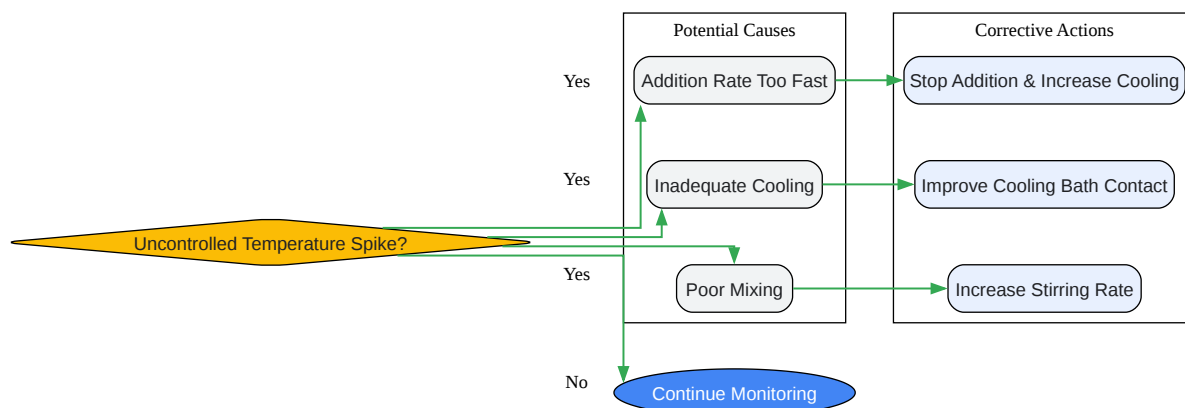 Potential Causes
Corrective Actions
Yes
Addition Rate Too Fast
Stop Addition & Increase Cooling
Yes
Inadequate Cooling
Improve Cooling Bath Contact
Uncontrolled Temperature Spike?
Yes
Poor Mixing
Increase Stirring Rate
No
Continue Monitoring